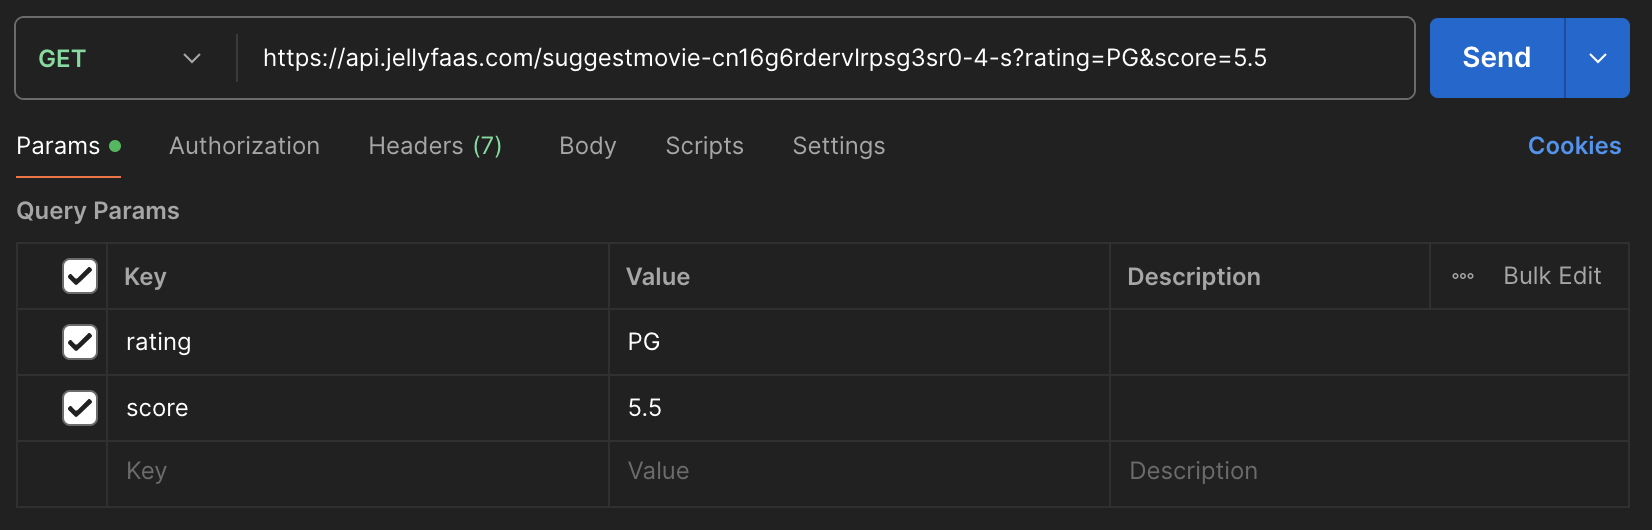 GET https://api.jellyfaas.com/suggestmovie-cn16g6rdervlrpsg3sr0-4-s?rating=PG&score=5.5 Send
Params Authorization Headers (7) Body Scripts Settings Cookies
Query Params
Key Value Description Bulk Edit
rating PG
score 5.5
Key Value Description